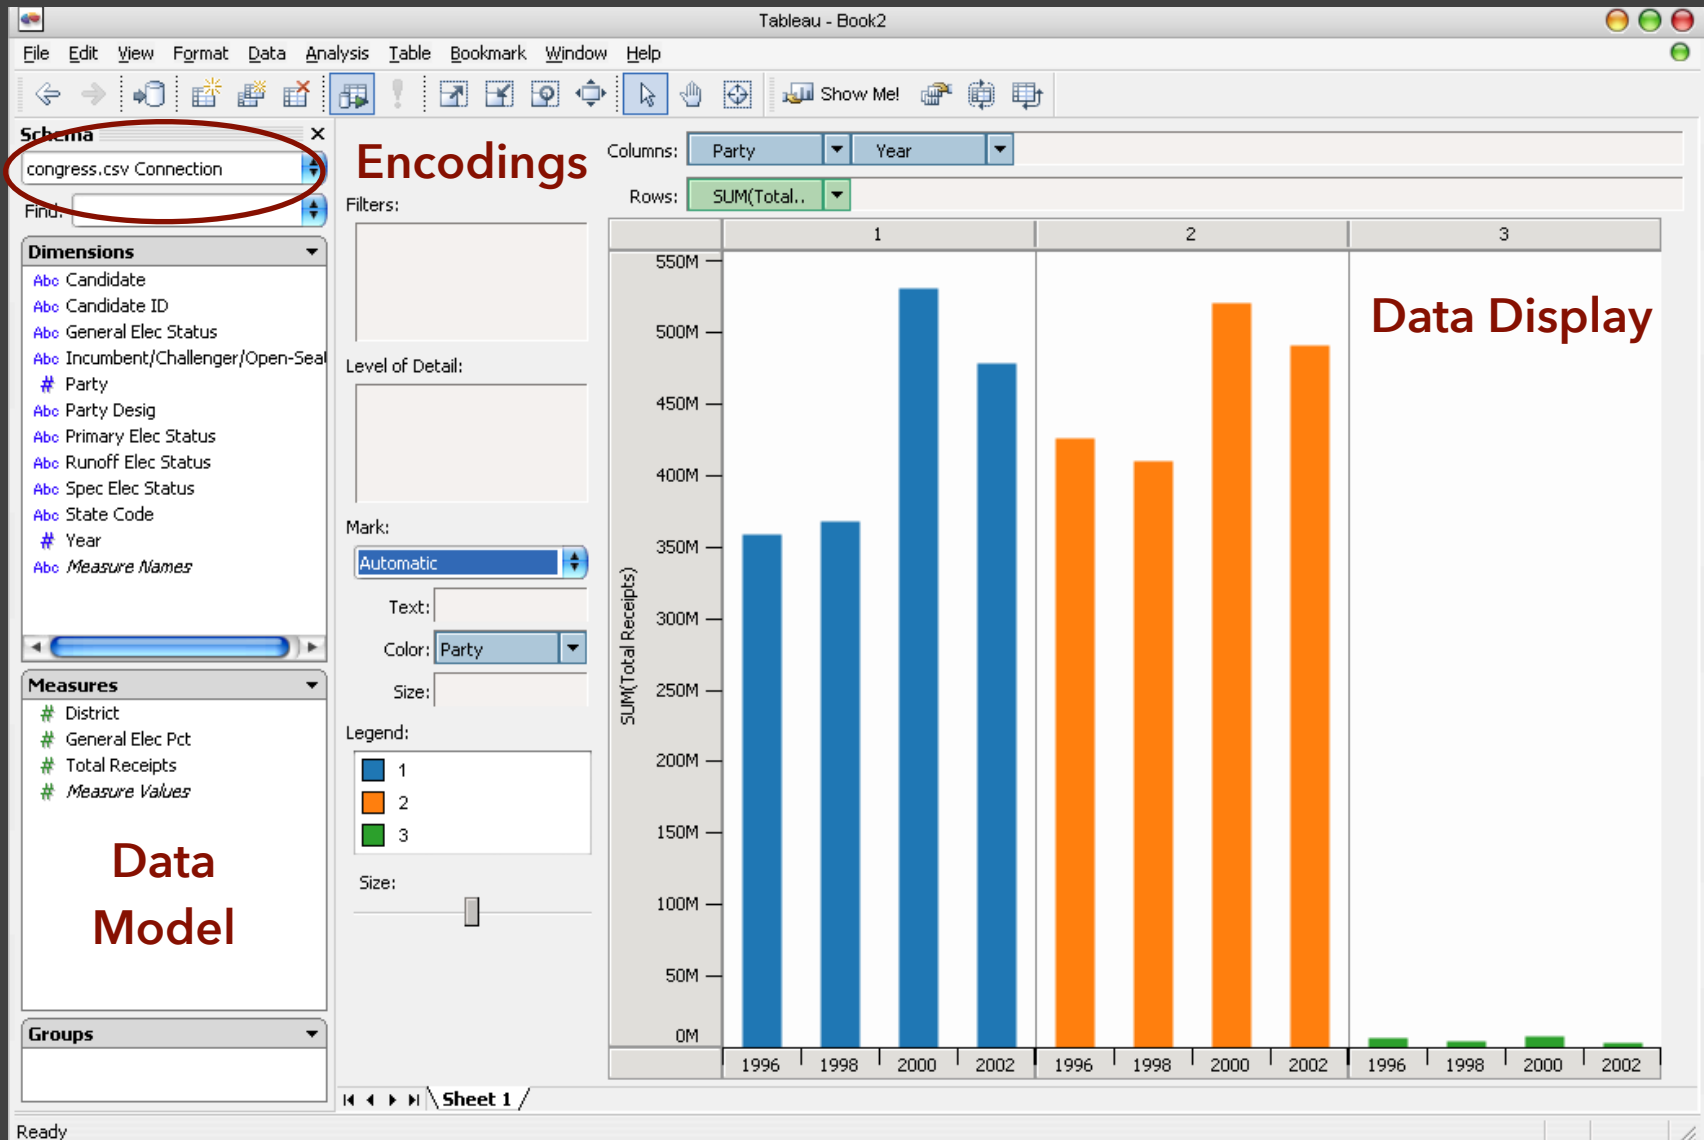 Tableau - Book2
File Edit View Format Data Analysis Table Bookmark Window Help
Show Me!
Schema
congress.csv Connection
Find:
Dimensions
Abc Candidate
Abc Candidate ID
Abc General Elec Status
Abc Incumbent/Challenger/Open-Seat
# Party
Abc Party Desig
Abc Primary Elec Status
Abc Runoff Elec Status
Abc Spec Elec Status
Abc State Code
# Year
Abc Measure Names
Measures
# District
# General Elec Pct
# Total Receipts
# Measure Values
Data
Model
Groups
Encodings
Filters:
Level of Detail:
Mark:
Automatic
Text:
Color: Party
Size:
Legend:
1
2
3
Size:
Columns: Party Year
Rows: SUM(Total..
1 2 3
Data Display
SUM(Total Receipts)
550M
500M
450M
400M
350M
300M
250M
200M
150M
100M
50M
0M
1996 1998 2000 2002 1996 1998 2000 2002 1996 1998 2000 2002
Sheet 1
Ready